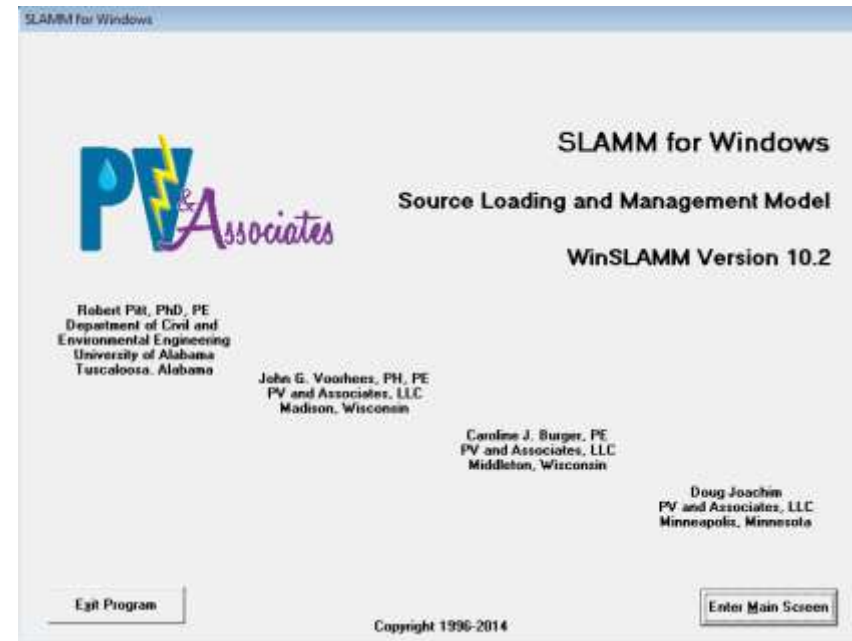 SLAMM for Windows
PV & Associates
SLAMM for Windows
Source Loading and Management Model
WinSLAMM Version 10.2
Robert Pitt, PhD, PE
Department of Civil and
Environmental Engineering
University of Alabama
Tuscaloosa. Alabama
John G. Voorhees, PH, PE
PV and Associates, LLC
Madison, Wisconsin
Caroline J. Burger, PE
PV and Associates, LLC
Middleton, Wisconsin
Doug Joachim
PV and Associates, LLC
Minneapolis, Minnesota
Exit Program
Enter Main Screen
Copyright 1996-2014